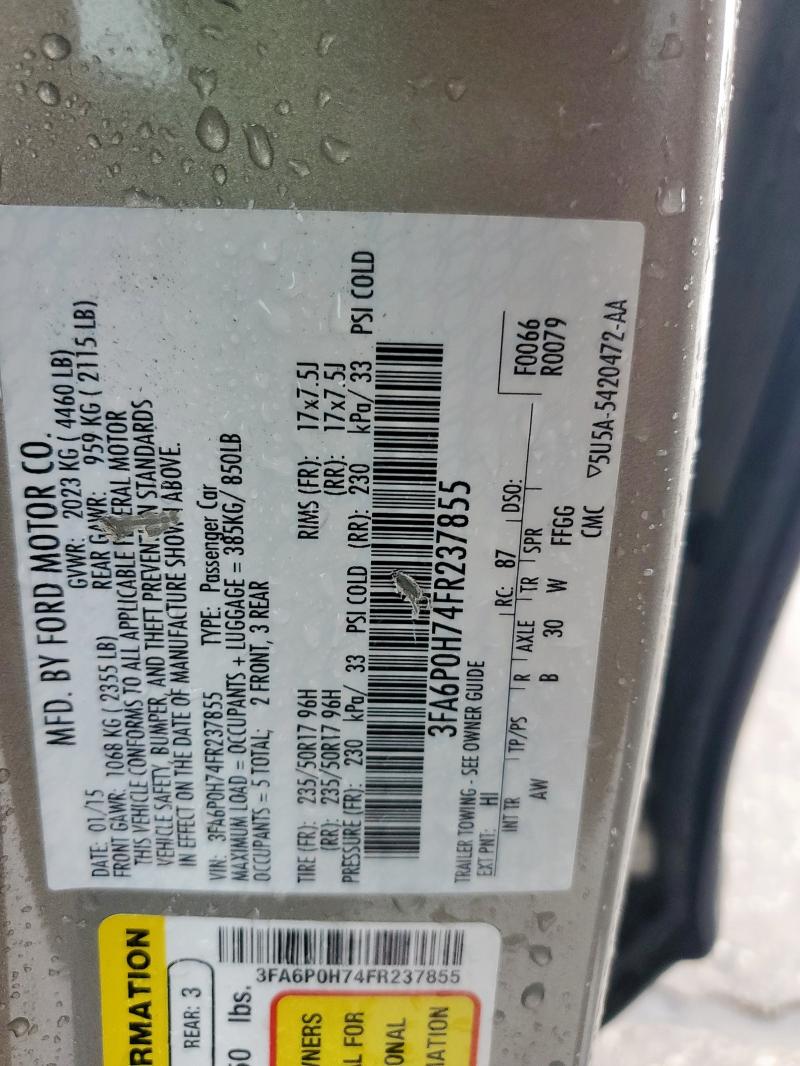 MFD. BY FORD MOTOR CO.
DATE: 01/15 GVWR: 2023 KG ( 4460 LB)
FRONT GAWR: 1068 KG ( 2355 LB) REAR GAWR: 959 KG ( 2115 LB)
THIS VEHICLE CONFORMS TO ALL APPLICABLE MOTOR
VEHICLE SAFETY, BUMPER, AND THEFT PREVENTION STANDARDS
IN EFFECT ON THE DATE OF MANUFACTURE SHOWN ABOVE.
VIN: 3FA6P0H74FR237855 TYPE: Passenger Car
MAXIMUM LOAD = OCCUPANTS + LUGGAGE = 385KG/ 850LB
OCCUPANTS = 5 TOTAL; 2 FRONT, 3 REAR
TIRE (FR): 235/50R17 96H RIMS (FR): 17x7.5J
(RR): 235/50R17 96H (RR): 17x7.5J
PRESSURE (FR): 230 kPa/ 33 PSI COLD (RR): 230 kPa/ 33 PSI COLD
3FA6P0H74FR237855
TRAILER TOWING - SEE OWNER GUIDE
EXT PNT: HI RC: 87 DSO: F0066
R0079
INT TR TP/PS R AXLE TR SPR
AW B 30 W FFGG
CMC ▽5U5A-5420472-AA
RMATION
REAR: 3
lbs.
3FA6P0H74FR237855
WNERS
L FOR
ONAL
MATION